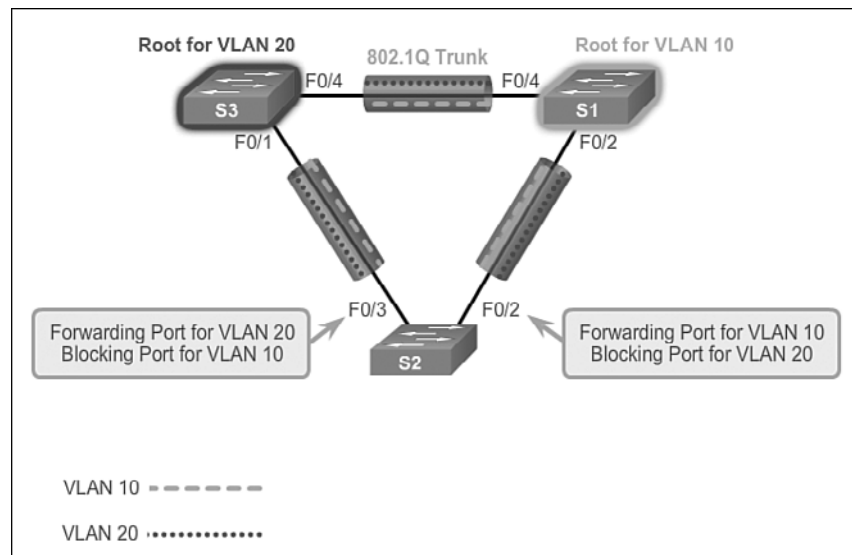 Root for VLAN 20
802.1Q Trunk
Root for VLAN 10
F0/4
F0/4
S3
S1
F0/1
F0/2
F0/3
F0/2
Forwarding Port for VLAN 20
Blocking Port for VLAN 10
Forwarding Port for VLAN 10
Blocking Port for VLAN 20
S2
VLAN 10
VLAN 20